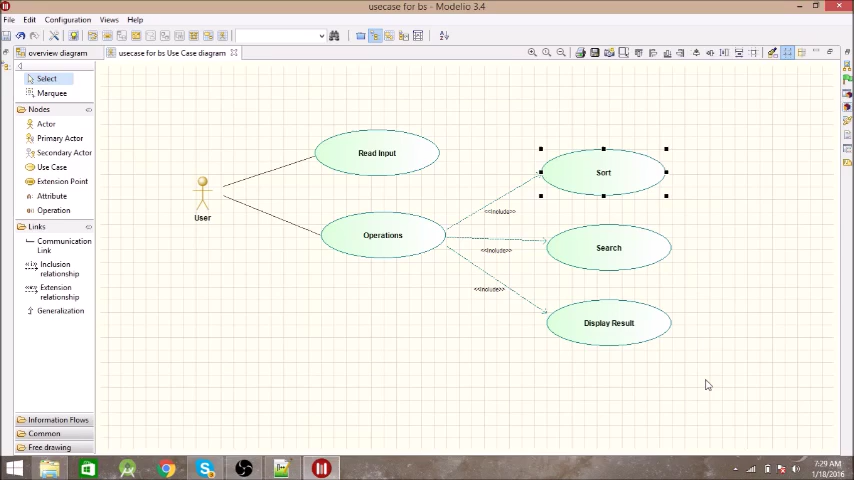 usecase for bs - Modelio 3.4
File Edit Configuration Views Help
overview diagram
usecase for bs Use Case diagram
Select
Marquee
Nodes
Actor
Primary Actor
Secondary Actor
Use Case
Extension Point
Attribute
Operation
Links
Communication
Link
Inclusion
relationship
Extension
relationship
Generalization
Information Flows
Common
Free drawing
Read Input
User
Operations
Sort
<<Include>>
Search
<<Include>>
<<Include>>
Display Result
7:29 AM
1/18/2016